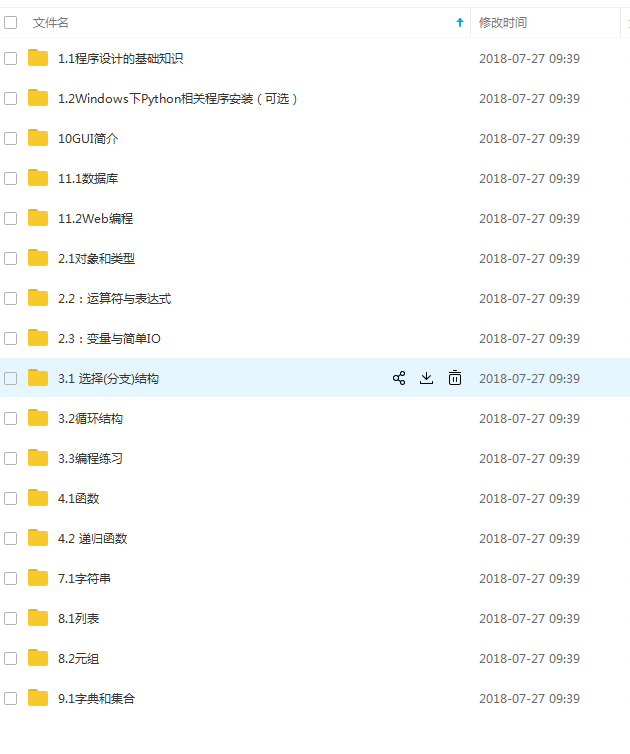 文件名 修改时间
1.1程序设计的基础知识 2018-07-27 09:39
1.2Windows下Python相关程序安装（可选） 2018-07-27 09:39
10GUI简介 2018-07-27 09:39
11.1数据库 2018-07-27 09:39
11.2Web编程 2018-07-27 09:39
2.1对象和类型 2018-07-27 09:39
2.2：运算符与表达式 2018-07-27 09:39
2.3：变量与简单IO 2018-07-27 09:39
3.1 选择(分支)结构 2018-07-27 09:39
3.2循环结构 2018-07-27 09:39
3.3编程练习 2018-07-27 09:39
4.1函数 2018-07-27 09:39
4.2 递归函数 2018-07-27 09:39
7.1字符串 2018-07-27 09:39
8.1列表 2018-07-27 09:39
8.2元组 2018-07-27 09:39
9.1字典和集合 2018-07-27 09:39